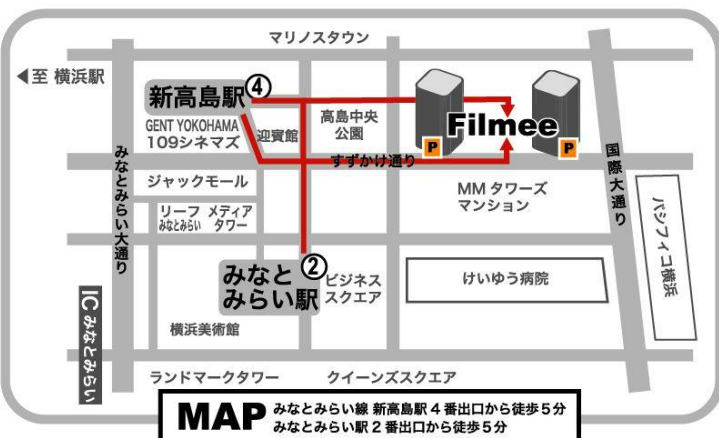 マリノスタウン
◀至 横浜駅
新高島駅④
GENT YOKOHAMA
109シネマズ
迎賓館
高島中央
公園
Filmee
P
P
すずかけ通り
みなとみらい大通り
国際大通り
ジャックモール
リーフ
みなとみらい
メディア
タワー
MM タワーズ
マンション
パシフィコ横浜
みなと
みらい駅②
ビジネス
スクエア
けいゆう病院
ICみなとみらい
横浜美術館
ランドマークタワー
クイーンズスクエア
MAP
みなとみらい線 新高島駅4番出口から徒歩5分
みなとみらい駅2番出口から徒歩5分